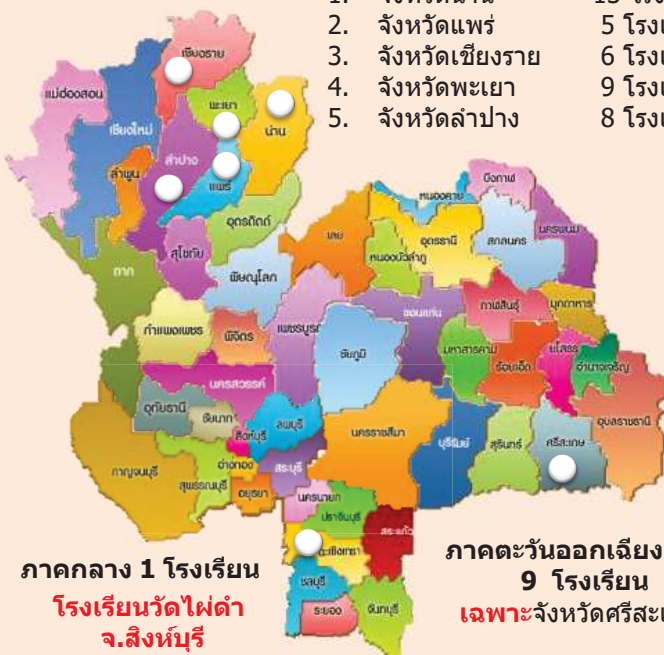 1. จังหวัดน่าน
2. จังหวัดแพร่ 5
3. จังหวัดเชียงราย 6
4. จังหวัดพะเยา 9
5. จังหวัดลำปาง 8
เชียงราย
แม่ฮ่องสอน
พะเยา
เชียงใหม่
น่าน
ลำปาง
ลำพูน
แพร่
บึงกาฬ
หนองคาย
อุตรดิตถ์
เลย
อุดรธานี
สกลนคร
นครพนม
สุโขทัย
หนองบัวลำภู
ตาก
พิษณุโลก
ขอนแก่น
กาฬสินธุ์
มุกดาหาร
กำแพงเพชร
พิจิตร
เพชรบูรณ์
ชัยภูมิ
มหาสารคาม
ร้อยเอ็ด
ยโสธร
อำนาจเจริญ
นครสวรรค์
อุทัยธานี
ชัยนาท
สิงห์บุรี
ลพบุรี
นครราชสีมา
บุรีรัมย์
สุรินทร์
ศรีสะเกษ
อุบลราชธานี
กาญจนบุรี
สุพรรณบุรี
อ่างทอง
สระบุรี
อยุธยา
นครนายก
ปราจีนบุรี
สระแก้ว
ฉะเชิงเทรา
ชลบุรี
ระยอง
จันทบุรี
ภาคกลาง 1 โรงเรียน
โรงเรียนวัดไผ่ดำ
จ.สิงห์บุรี
ภาคตะวันออกเฉียง
9 โรงเรียน
เฉพาะจังหวัดศรีสะเ